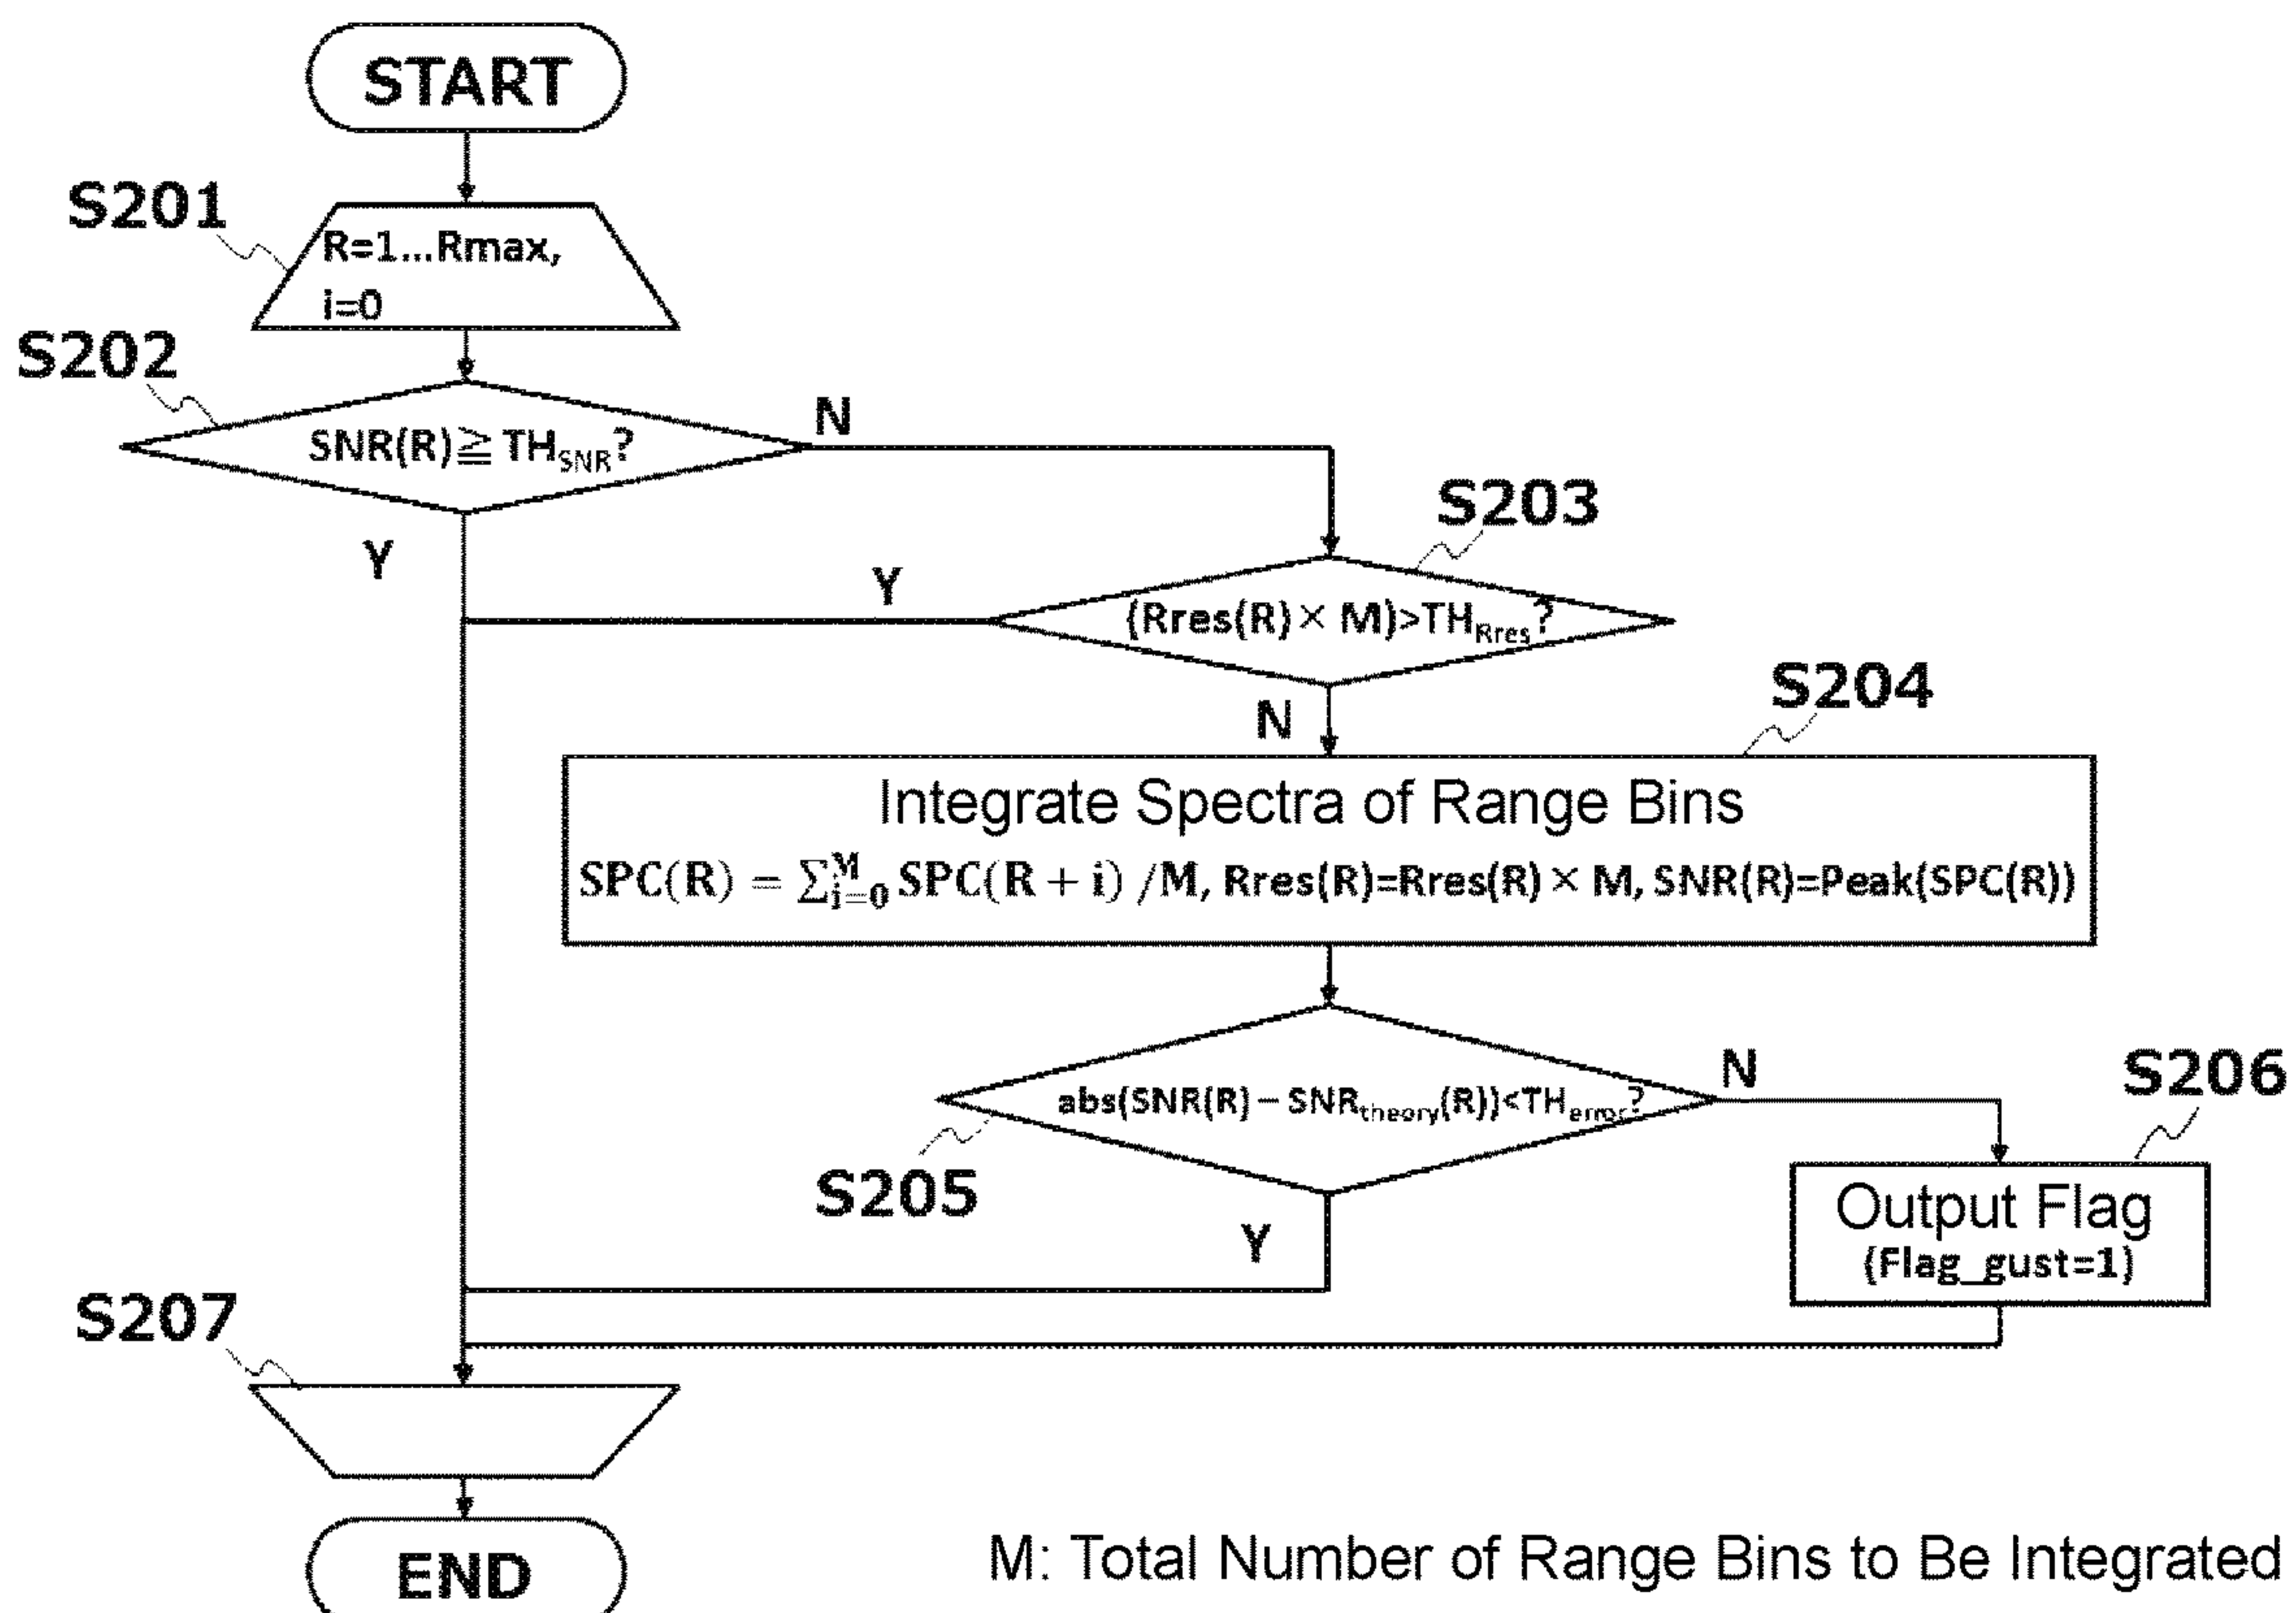 START
S201
R=1...Rmax,
i=0
S202
SNR(R)≧TH_SNR?
N
Y
S203
(Rres(R)×M)>TH_Rres?
Y
N
S204
Integrate Spectra of Range Bins
SPC(R) = ∑_{i=0}^{M} SPC(R + i) /M, Rres(R)=Rres(R)×M, SNR(R)=Peak(SPC(R))
abs(SNR(R)−SNR_theory(R))<TH_error?
N
S205
Y
S206
Output Flag
(Flag_gust=1)
S207
END
M: Total Number of Range Bins to Be Integrated